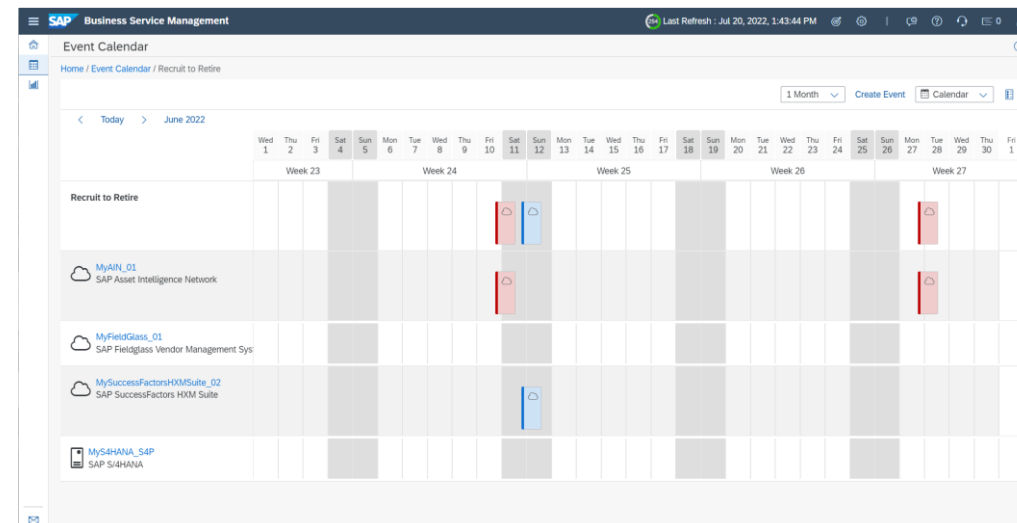 SAP Business Service Management
254 Last Refresh : Jul 20, 2022, 1:43:44 PM
0
Event Calendar
Home / Event Calendar / Recruit to Retire
1 Month Create Event Calendar
Today June 2022
Wed Thu Fri Sat Sun Mon Tue Wed Thu Fri Sat Sun Mon Tue Wed Thu Fri Sat Sun Mon Tue Wed Thu Fri Sat Sun Mon Tue Wed Thu Fri
1 2 3 4 5 6 7 8 9 10 11 12 13 14 15 16 17 18 19 20 21 22 23 24 25 26 27 28 29 30 1
Week 23 Week 24 Week 25 Week 26 Week 27
Recruit to Retire
MyAIN_01
SAP Asset Intelligence Network
MyFieldGlass_01
SAP Fieldglass Vendor Management Sys
MySuccessFactorsHXMSuite_02
SAP SuccessFactors HXM Suite
MyS4HANA_S4P
SAP S/4HANA